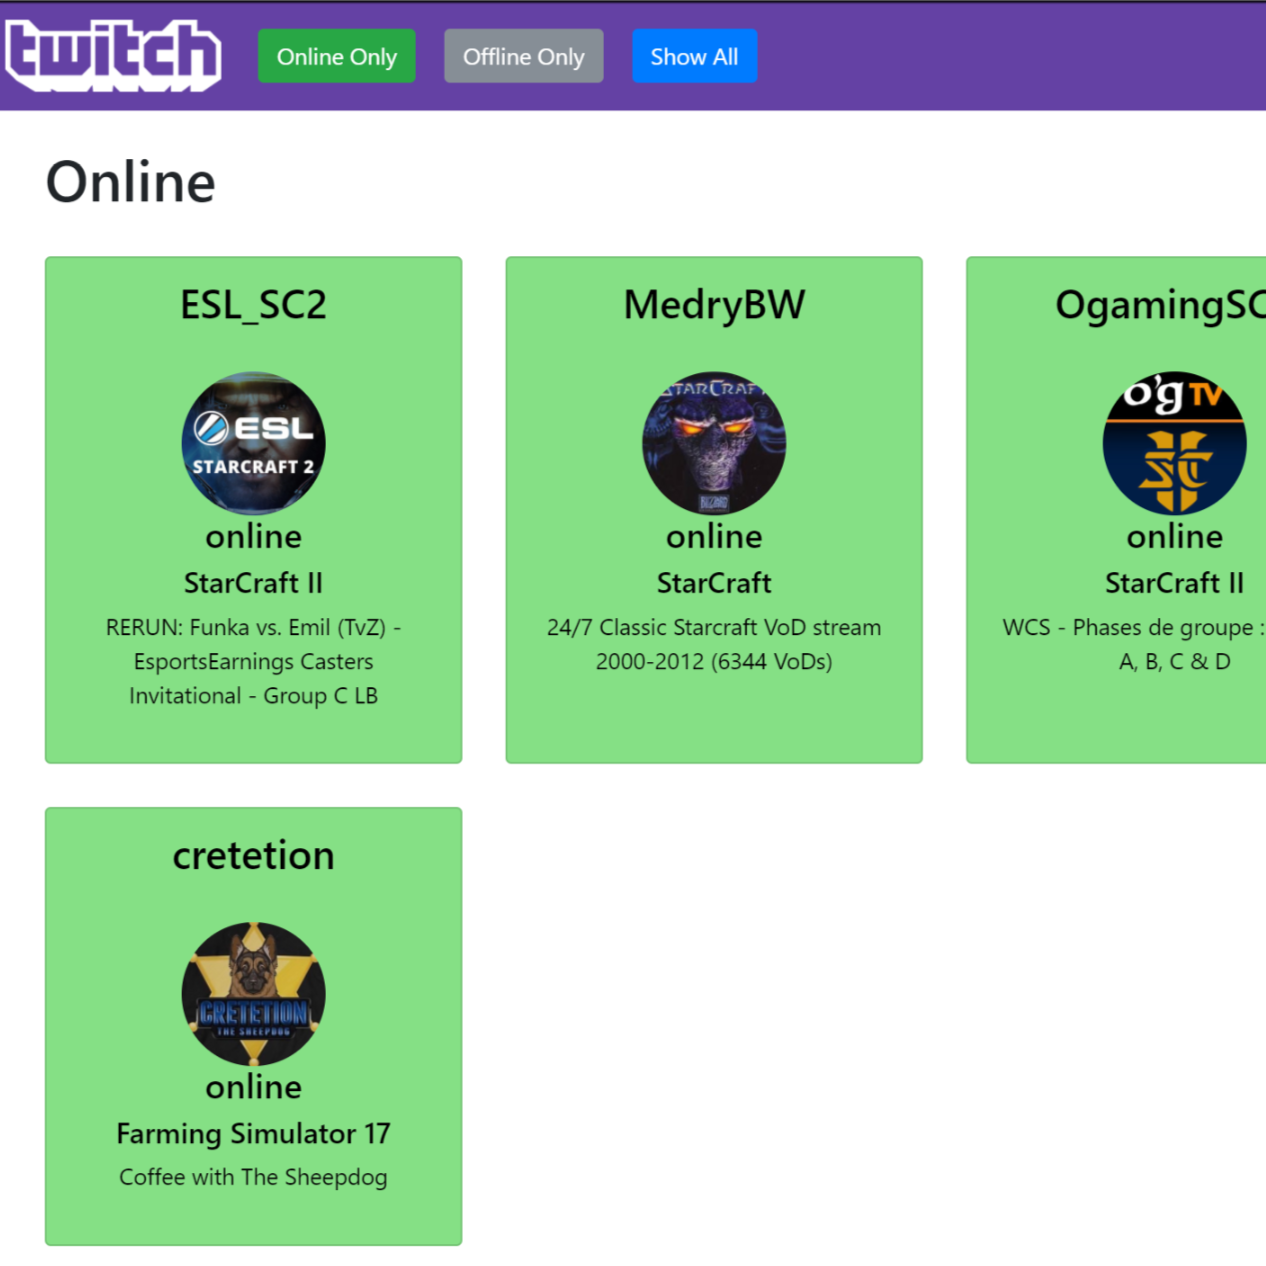 twitch
Online Only
Offline Only
Show All
Online
ESL_SC2
ESL
STARCRAFT 2
online
StarCraft II
RERUN: Funka vs. Emil (TvZ) -
EsportsEarnings Casters
Invitational - Group C LB
MedryBW
STARCRAFT
online
StarCraft
24/7 Classic Starcraft VoD stream
2000-2012 (6344 VoDs)
OgamingSC
o'g TV
SC
online
StarCraft II
WCS - Phases de groupe :
A, B, C & D
cretetion
CRETETION
THE SHEEPDOG
online
Farming Simulator 17
Coffee with The Sheepdog